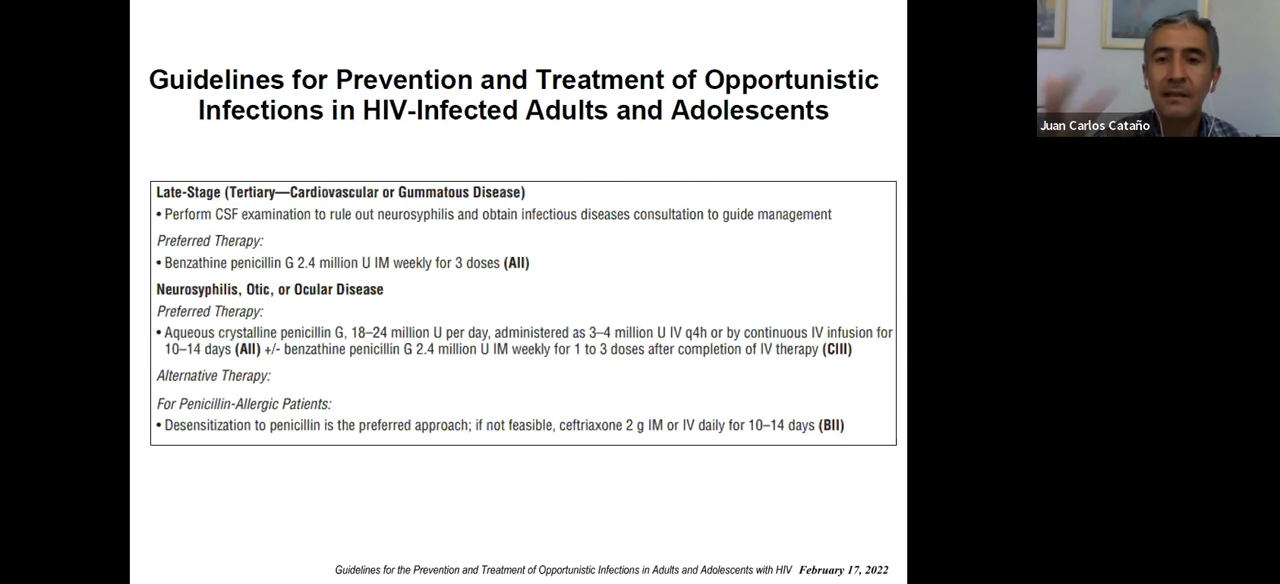 Guidelines for Prevention and Treatment of Opportunistic
Infections in HIV-Infected Adults and Adolescents
Juan Carlos Cataño
Late-Stage (Tertiary—Cardiovascular or Gummatous Disease)
• Perform CSF examination to rule out neurosyphilis and obtain infectious diseases consultation to guide management
Preferred Therapy:
• Benzathine penicillin G 2.4 million U IM weekly for 3 doses (AII)
Neurosyphilis, Otic, or Ocular Disease
Preferred Therapy:
• Aqueous crystalline penicillin G, 18–24 million U per day, administered as 3–4 million U IV q4h or by continuous IV infusion for
10–14 days (AII) +/- benzathine penicillin G 2.4 million U IM weekly for 1 to 3 doses after completion of IV therapy (CIII)
Alternative Therapy:
For Penicillin-Allergic Patients:
• Desensitization to penicillin is the preferred approach; if not feasible, ceftriaxone 2 g IM or IV daily for 10–14 days (BII)
Guidelines for the Prevention and Treatment of Opportunistic Infections in Adults and Adolescents with HIV February 17, 2022